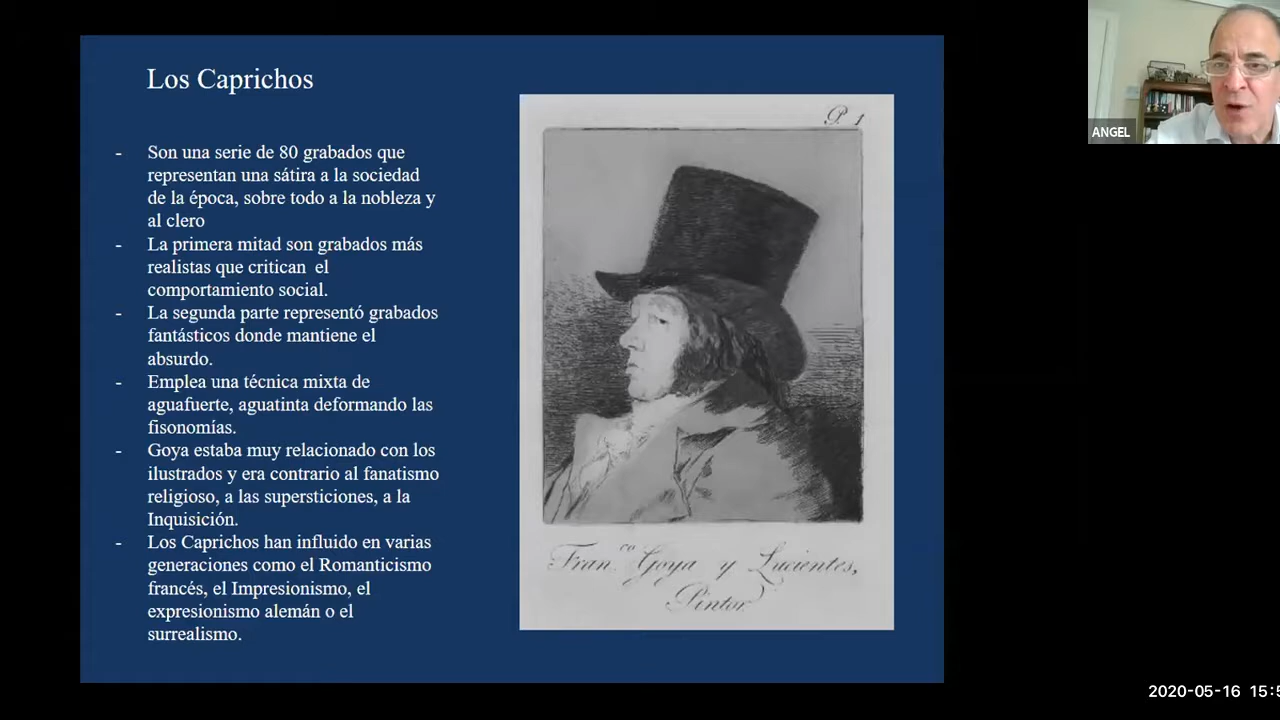 Los Caprichos
- Son una serie de 80 grabados que
representan una sátira a la sociedad
de la época, sobre todo a la nobleza y
al clero
- La primera mitad son grabados más
realistas que critican el
comportamiento social.
- La segunda parte representó grabados
fantásticos donde mantiene el
absurdo.
- Emplea una técnica mixta de
aguafuerte, aguatinta deformando las
fisonomías.
- Goya estaba muy relacionado con los
ilustrados y era contrario al fanatismo
religioso, a las supersticiones, a la
Inquisición.
- Los Caprichos han influido en varias
generaciones como el Romanticismo
francés, el Impresionismo, el
expresionismo alemán o el
surrealismo.
P. 1
Fran.co Goya y Lucientes,
Pintor
ANGEL
2020-05-16 15:5